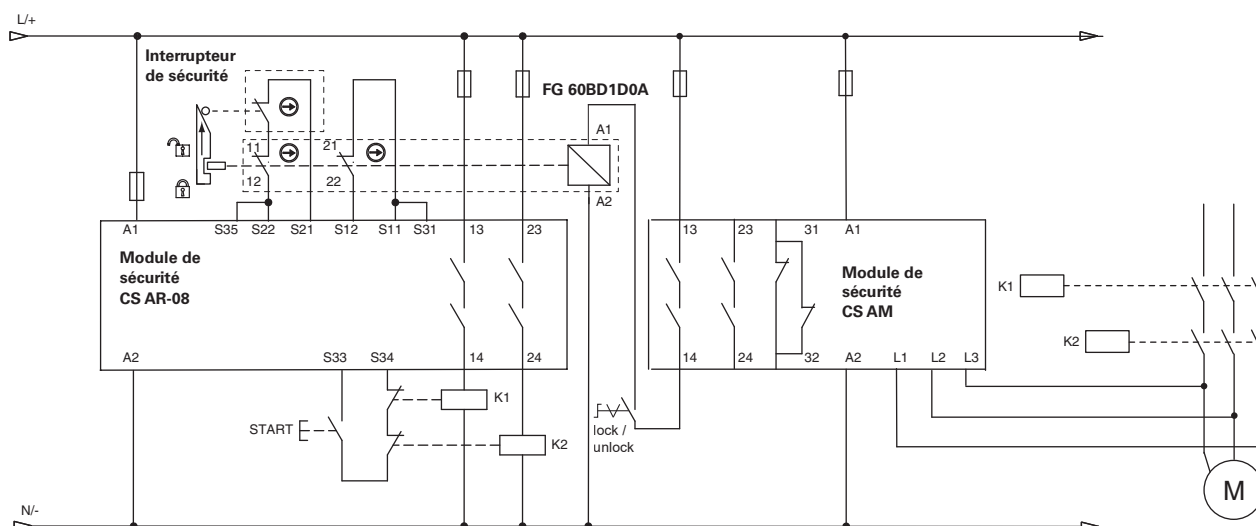 L/+
Interrupteur
de sécurité
FG 60BD1D0A
A1
11
21
12
22
A2
A1
S35
S22
S21
S12
S11
S31
13
23
13
23
31
A1
Module de
sécurité
CS AR-08
Module de
sécurité
CS AM
K1
K2
A2
S33
S34
14
24
14
24
32
A2
L1
L2
L3
K1
START
K2
lock /
unlock
M
N/-